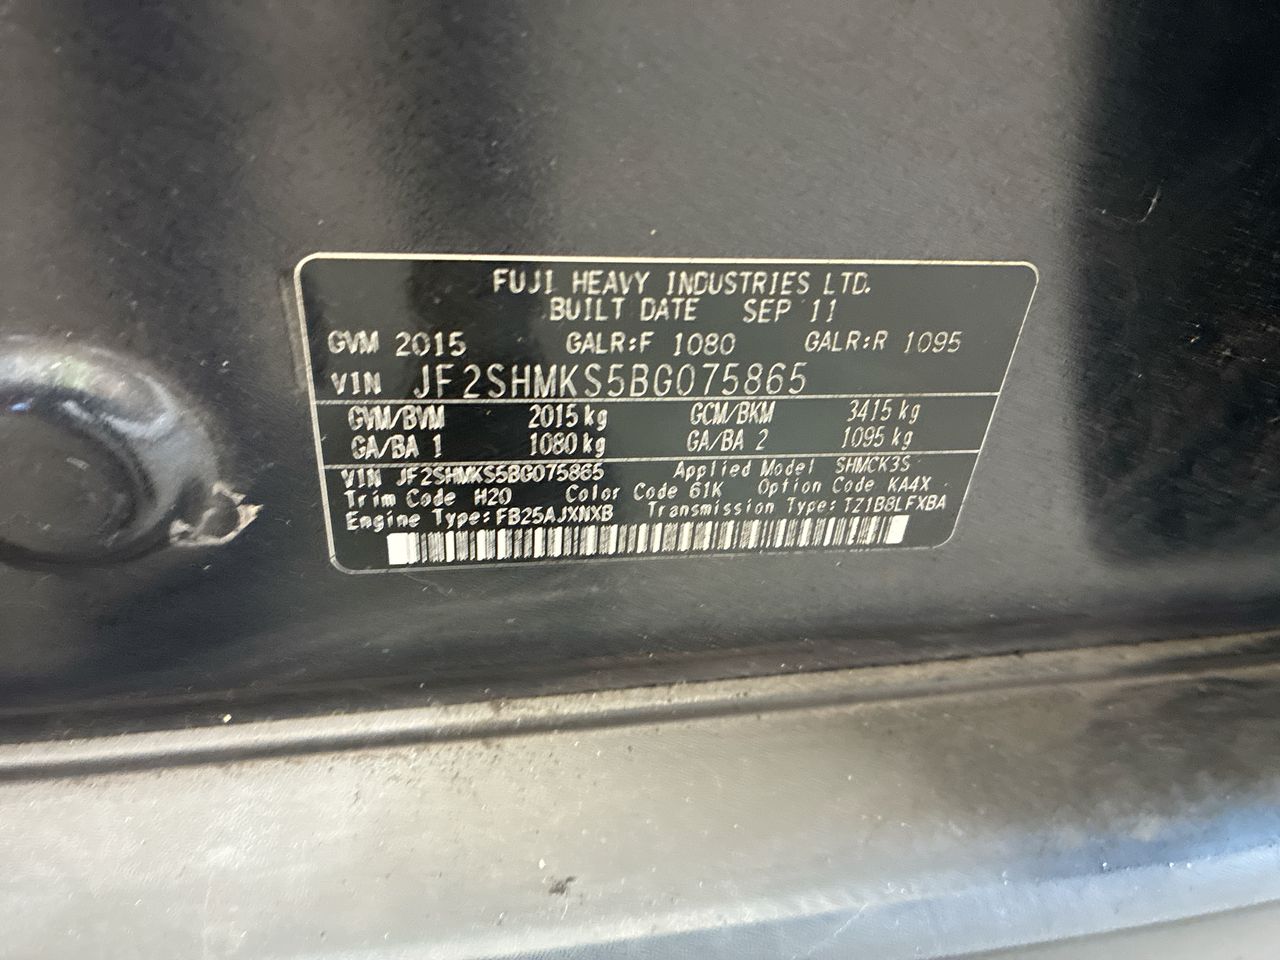 FUJI HEAVY INDUSTRIES LTD.
BUILT DATE SEP 11
GVM 2015 GALR:F 1080 GALR:R 1095
VIN JF2SHMKS5BG075865
GVM/BVM 2015 kg GCM/BKM 3415 kg
GA/BA 1 1080 kg GA/BA 2 1095 kg
VIN JF2SHMKS5BG075865 Applied Model SHMCK3S
Trim Code H20 Color Code 61K Option Code KA4X
Engine Type: FB25AJXNXB Transmission Type: TZ1B8LFXBA